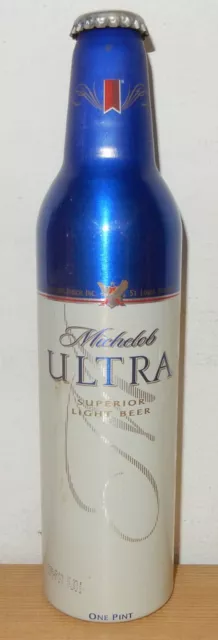 Michelob
ULTRA
SUPERIOR
LIGHT BEER
ONE PINT